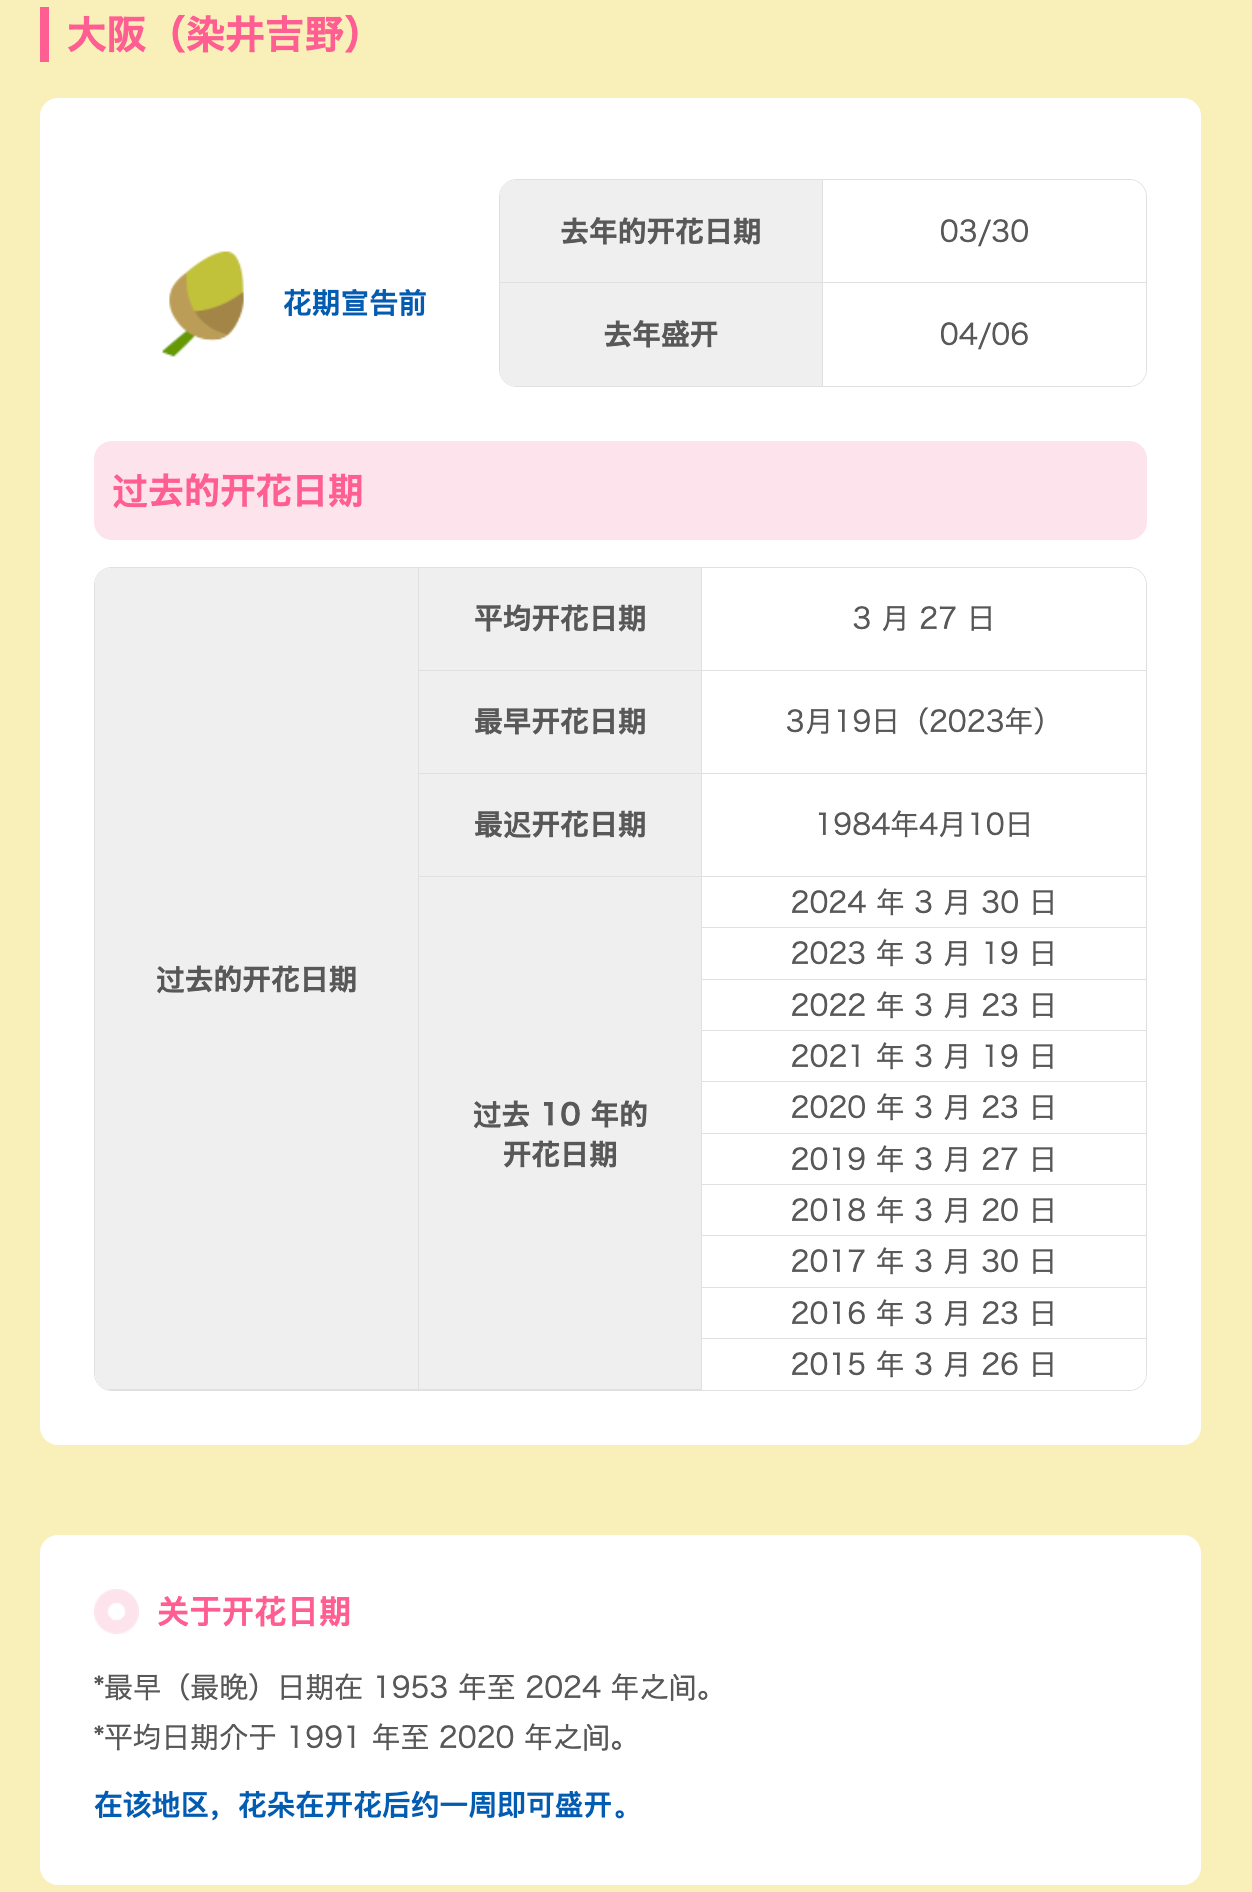 大阪（染井吉野）
花期宣告前
去年的开花日期 03/30
去年盛开 04/06
过去的开花日期
过去的开花日期
平均开花日期 3 月 27 日
最早开花日期 3月19日（2023年）
最迟开花日期 1984年4月10日
过去 10 年的
开花日期
2024 年 3 月 30 日
2023 年 3 月 19 日
2022 年 3 月 23 日
2021 年 3 月 19 日
2020 年 3 月 23 日
2019 年 3 月 27 日
2018 年 3 月 20 日
2017 年 3 月 30 日
2016 年 3 月 23 日
2015 年 3 月 26 日
关于开花日期
*最早（最晚）日期在 1953 年至 2024 年之间。
*平均日期介于 1991 年至 2020 年之间。
在该地区，花朵在开花后约一周即可盛开。